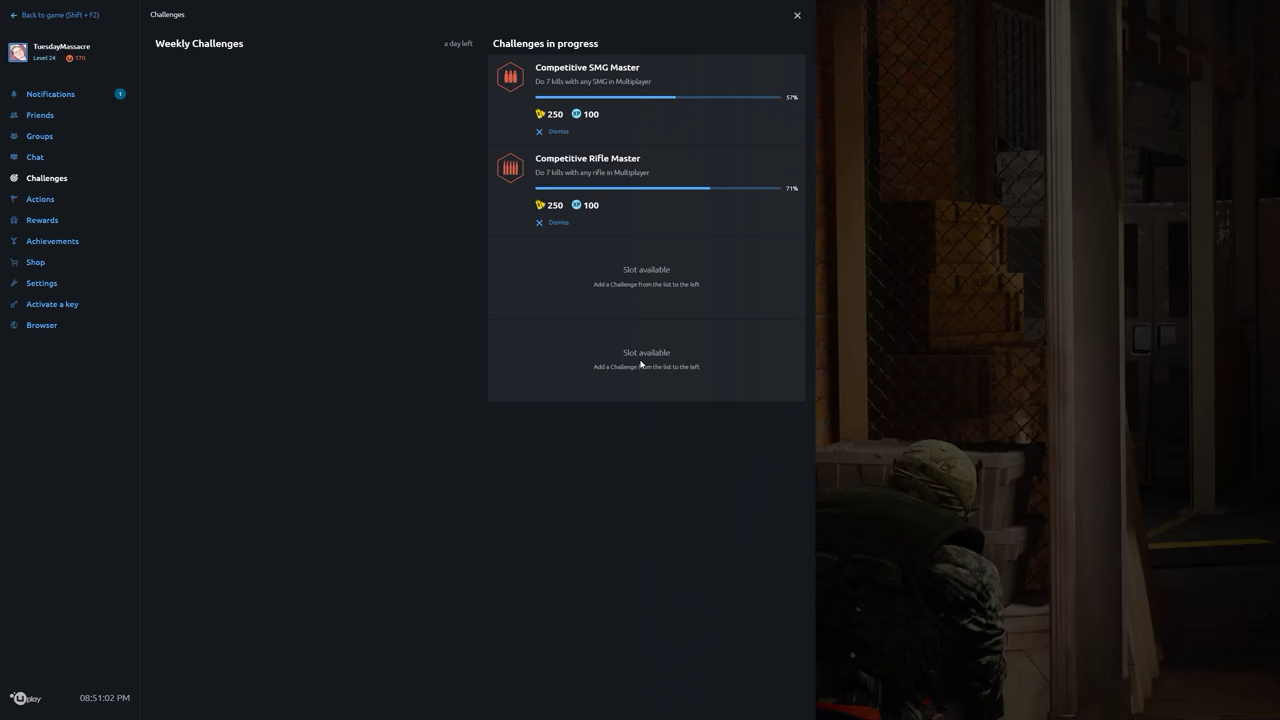 Back to game (Shift + F2)
TuesdayMassacre
Level 24 170
Notifications 1
Friends
Groups
Chat
Challenges
Actions
Rewards
Achievements
Shop
Settings
Activate a key
Browser
uplay 08:51:02 PM
Challenges
Weekly Challenges a day left
Challenges in progress
Competitive SMG Master
Do 7 kills with any SMG in Multiplayer
57%
250 XP 100
Dismiss
Competitive Rifle Master
Do 7 kills with any rifle in Multiplayer
71%
250 XP 100
Dismiss
Slot available
Add a Challenge from the list to the left
Slot available
Add a Challenge from the list to the left